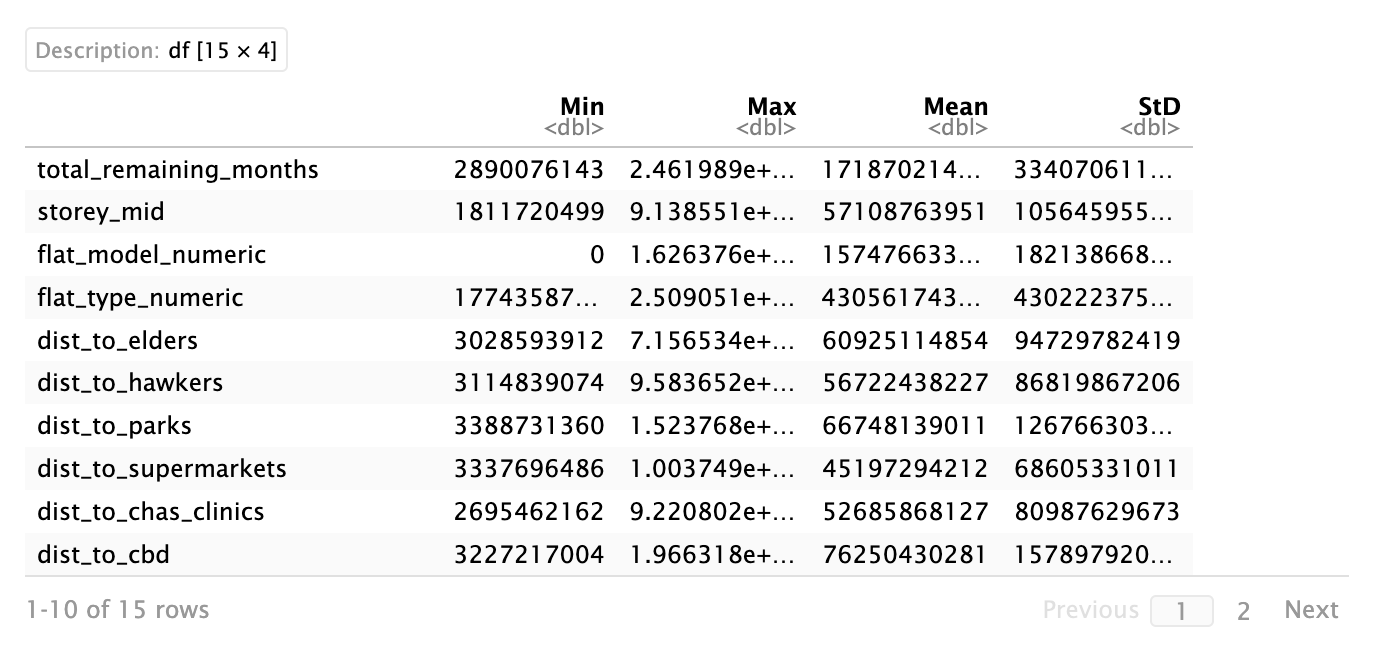 Description: df [15 × 4]
Min Max Mean StD
<dbl> <dbl> <dbl> <dbl>
total_remaining_months 2890076143 2.461989e+... 171870214... 334070611...
storey_mid 1811720499 9.138551e+... 57108763951 105645955...
flat_model_numeric 0 1.626376e+... 157476633... 182138668...
flat_type_numeric 17743587... 2.509051e+... 430561743... 430222375...
dist_to_elders 3028593912 7.156534e+... 60925114854 94729782419
dist_to_hawkers 3114839074 9.583652e+... 56722438227 86819867206
dist_to_parks 3388731360 1.523768e+... 66748139011 126766303...
dist_to_supermarkets 3337696486 1.003749e+... 45197294212 68605331011
dist_to_chas_clinics 2695462162 9.220802e+... 52685868127 80987629673
dist_to_cbd 3227217004 1.966318e+... 76250430281 157897920...
1-10 of 15 rows Previous 1 2 Next